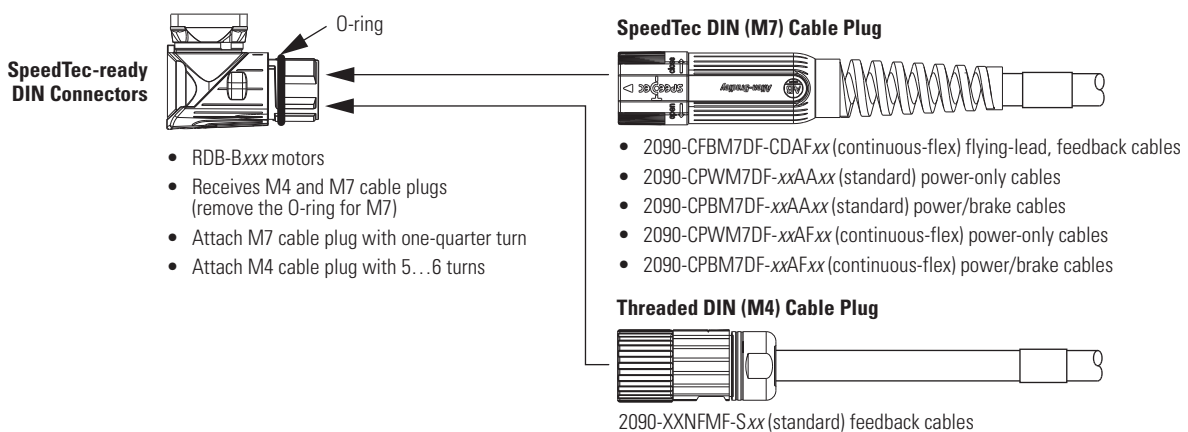 O-ring
SpeedTec-ready
DIN Connectors
• RDB-Bxxx motors
• Receives M4 and M7 cable plugs
(remove the O-ring for M7)
• Attach M7 cable plug with one-quarter turn
• Attach M4 cable plug with 5…6 turns
SpeedTec DIN (M7) Cable Plug
Allen-Bradley
• 2090-CFBM7DF-CDAFxx (continuous-flex) flying-lead, feedback cables
• 2090-CPWM7DF-xxAAxx (standard) power-only cables
• 2090-CPBM7DF-xxAAxx (standard) power/brake cables
• 2090-CPWM7DF-xxAFxx (continuous-flex) power-only cables
• 2090-CPBM7DF-xxAFxx (continuous-flex) power/brake cables
Threaded DIN (M4) Cable Plug
2090-XXNFMF-Sxx (standard) feedback cables